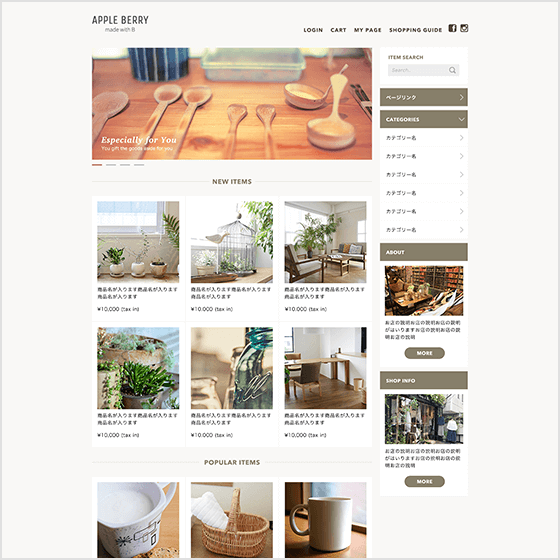 APPLE BERRY
made with B
LOGIN CART MY PAGE SHOPPING GUIDE
Especially for You
You gift the goods salde for you.
ITEM SEARCH
Search...
ページリンク
CATEGORIES
カテゴリー名
カテゴリー名
カテゴリー名
カテゴリー名
カテゴリー名
カテゴリー名
NEW ITEMS
商品名が入ります商品名が入ります
商品名が入ります
¥10,000 (tax in)
商品名が入ります商品名が入ります
商品名が入ります
¥10,000 (tax in)
商品名が入ります商品名が入ります
商品名が入ります
¥10,000 (tax in)
商品名が入ります商品名が入ります
商品名が入ります
¥10,000 (tax in)
商品名が入ります商品名が入ります
商品名が入ります
¥10,000 (tax in)
商品名が入ります商品名が入ります
商品名が入ります
¥10,000 (tax in)
ABOUT
お店の説明お店の説明お店の説明
がはいりますお店の説明お店の説
明お店の説明
MORE
SHOP INFO
お店の説明お店の説明お店の説明
がはいりますお店の説明お店の説
明お店の説明
MORE
POPULAR ITEMS